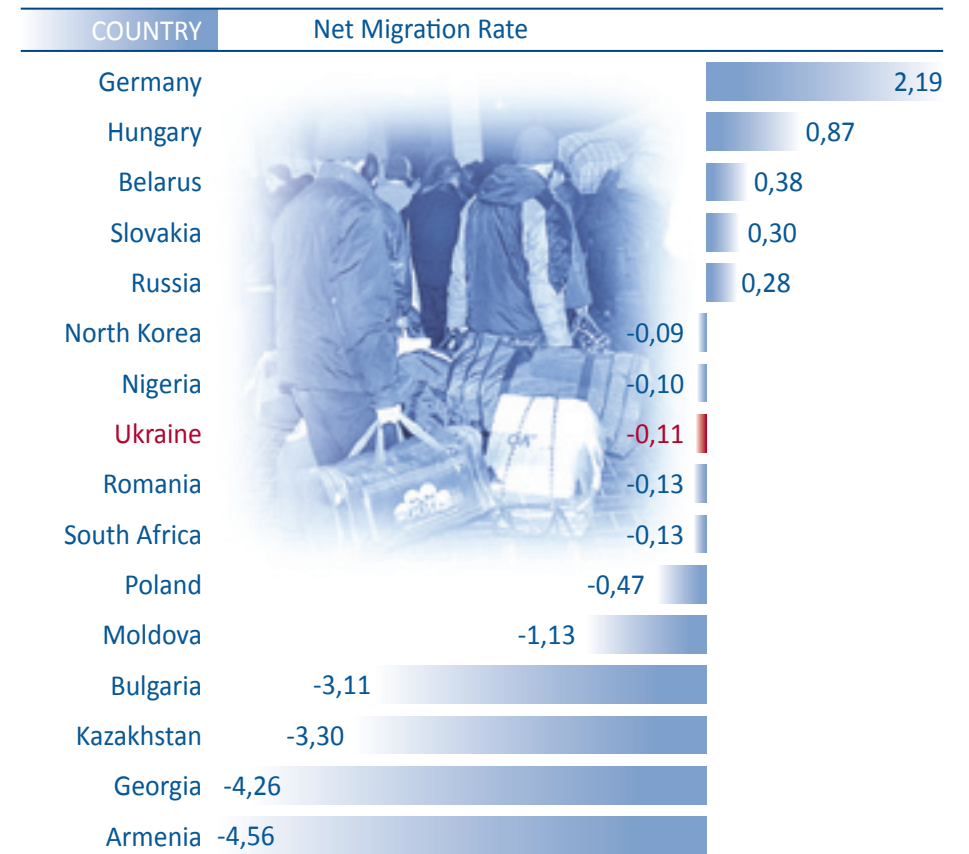 COUNTRY Net Migration Rate
Germany 2,19
Hungary 0,87
Belarus 0,38
Slovakia 0,30
Russia 0,28
North Korea -0,09
Nigeria -0,10
Ukraine -0,11
Romania -0,13
South Africa -0,13
Poland -0,47
Moldova -1,13
Bulgaria -3,11
Kazakhstan -3,30
Georgia -4,26
Armenia -4,56